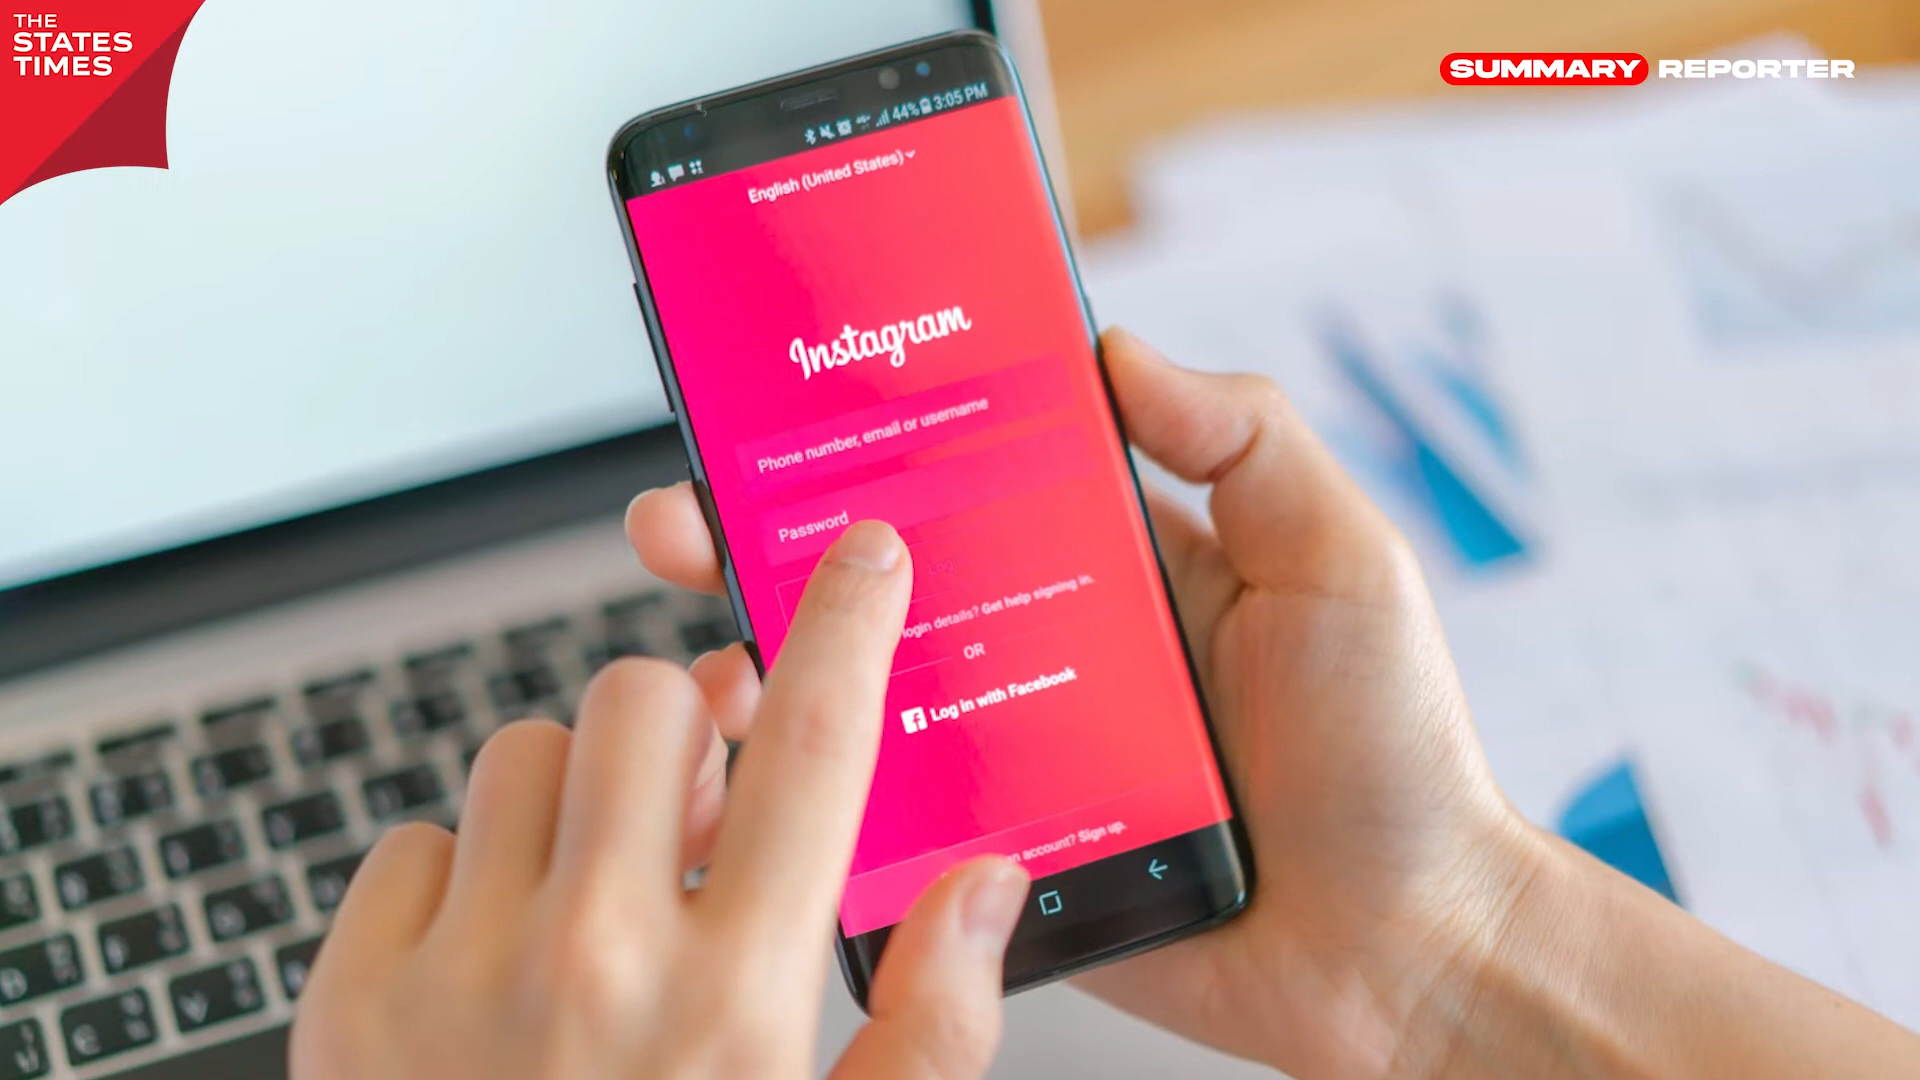 THE
STATES
TIMES
SUMMARY REPORTER
44% 3:05 PM
English (United States)
Instagram
Phone number, email or username
Password
login details? Get help signing in.
OR
Log in with Facebook
account? Sign up.